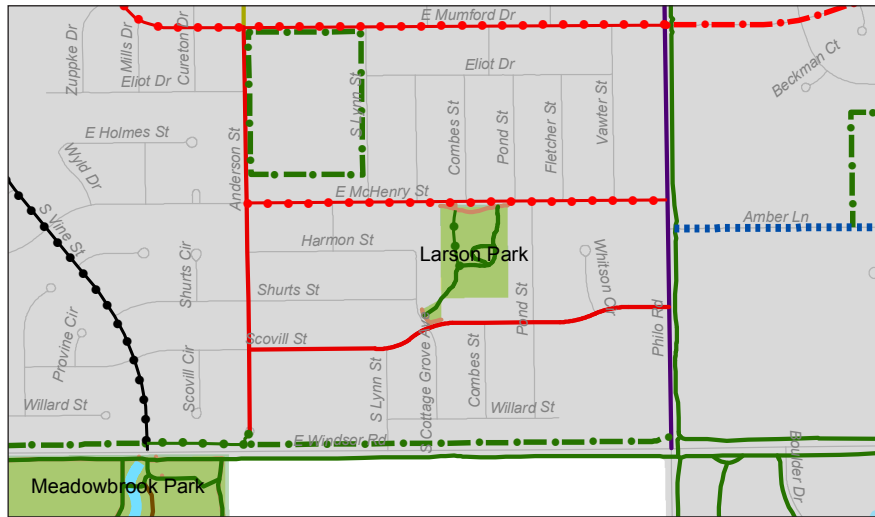 E Mumford Dr
Zuppke Dr
Mills Dr
Cureton Dr
Eliot Dr
Eliot Dr
Beckman Ct
S Lynn St
Combes St
Pond St
Fletcher St
Vawter St
E Holmes St
Wyld Dr
Anderson St
E McHenry St
S Vine St
Amber Ln
Harmon St
Larson Park
Shurts Cir
Whitson Cir
Shurts St
Pond St
Philo Rd
Provine Cir
Scovill St
Scovill Cir
S Lynn St
S Cottage Grove Ave
Combes St
Willard St
Willard St
E Windsor Rd
Boulder Dr
Meadowbrook Park